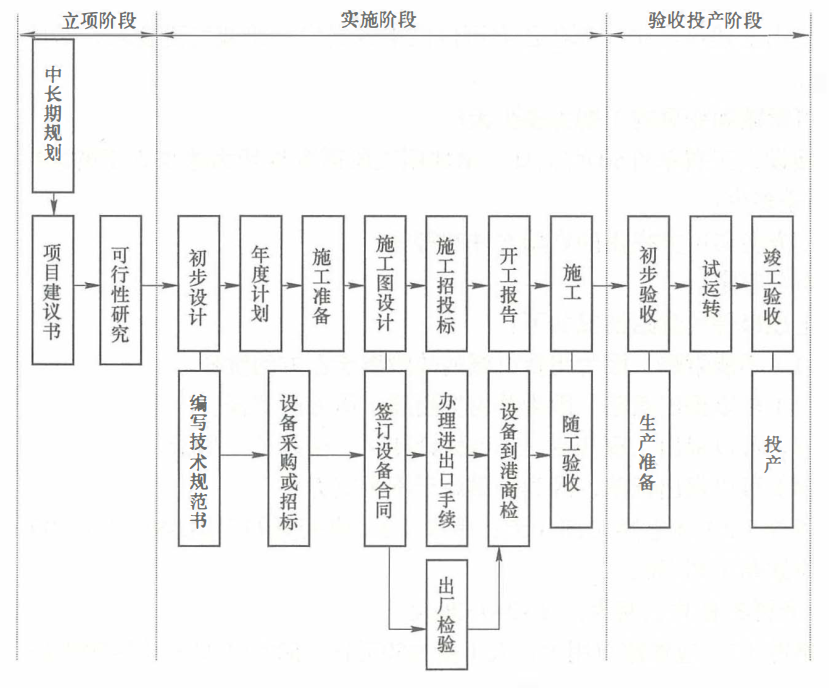 立项阶段
实施阶段
验收投产阶段
中长期规划
项目建议书
可行性研究
初步设计
年度计划
施工准备
施工图设计
施工招投标
开工报告
施工
初步验收
试运转
竣工验收
编写技术规范书
设备采购或招标
签订设备合同
办理进出口手续
设备到港商检
随工验收
生产准备
投产
出厂检验